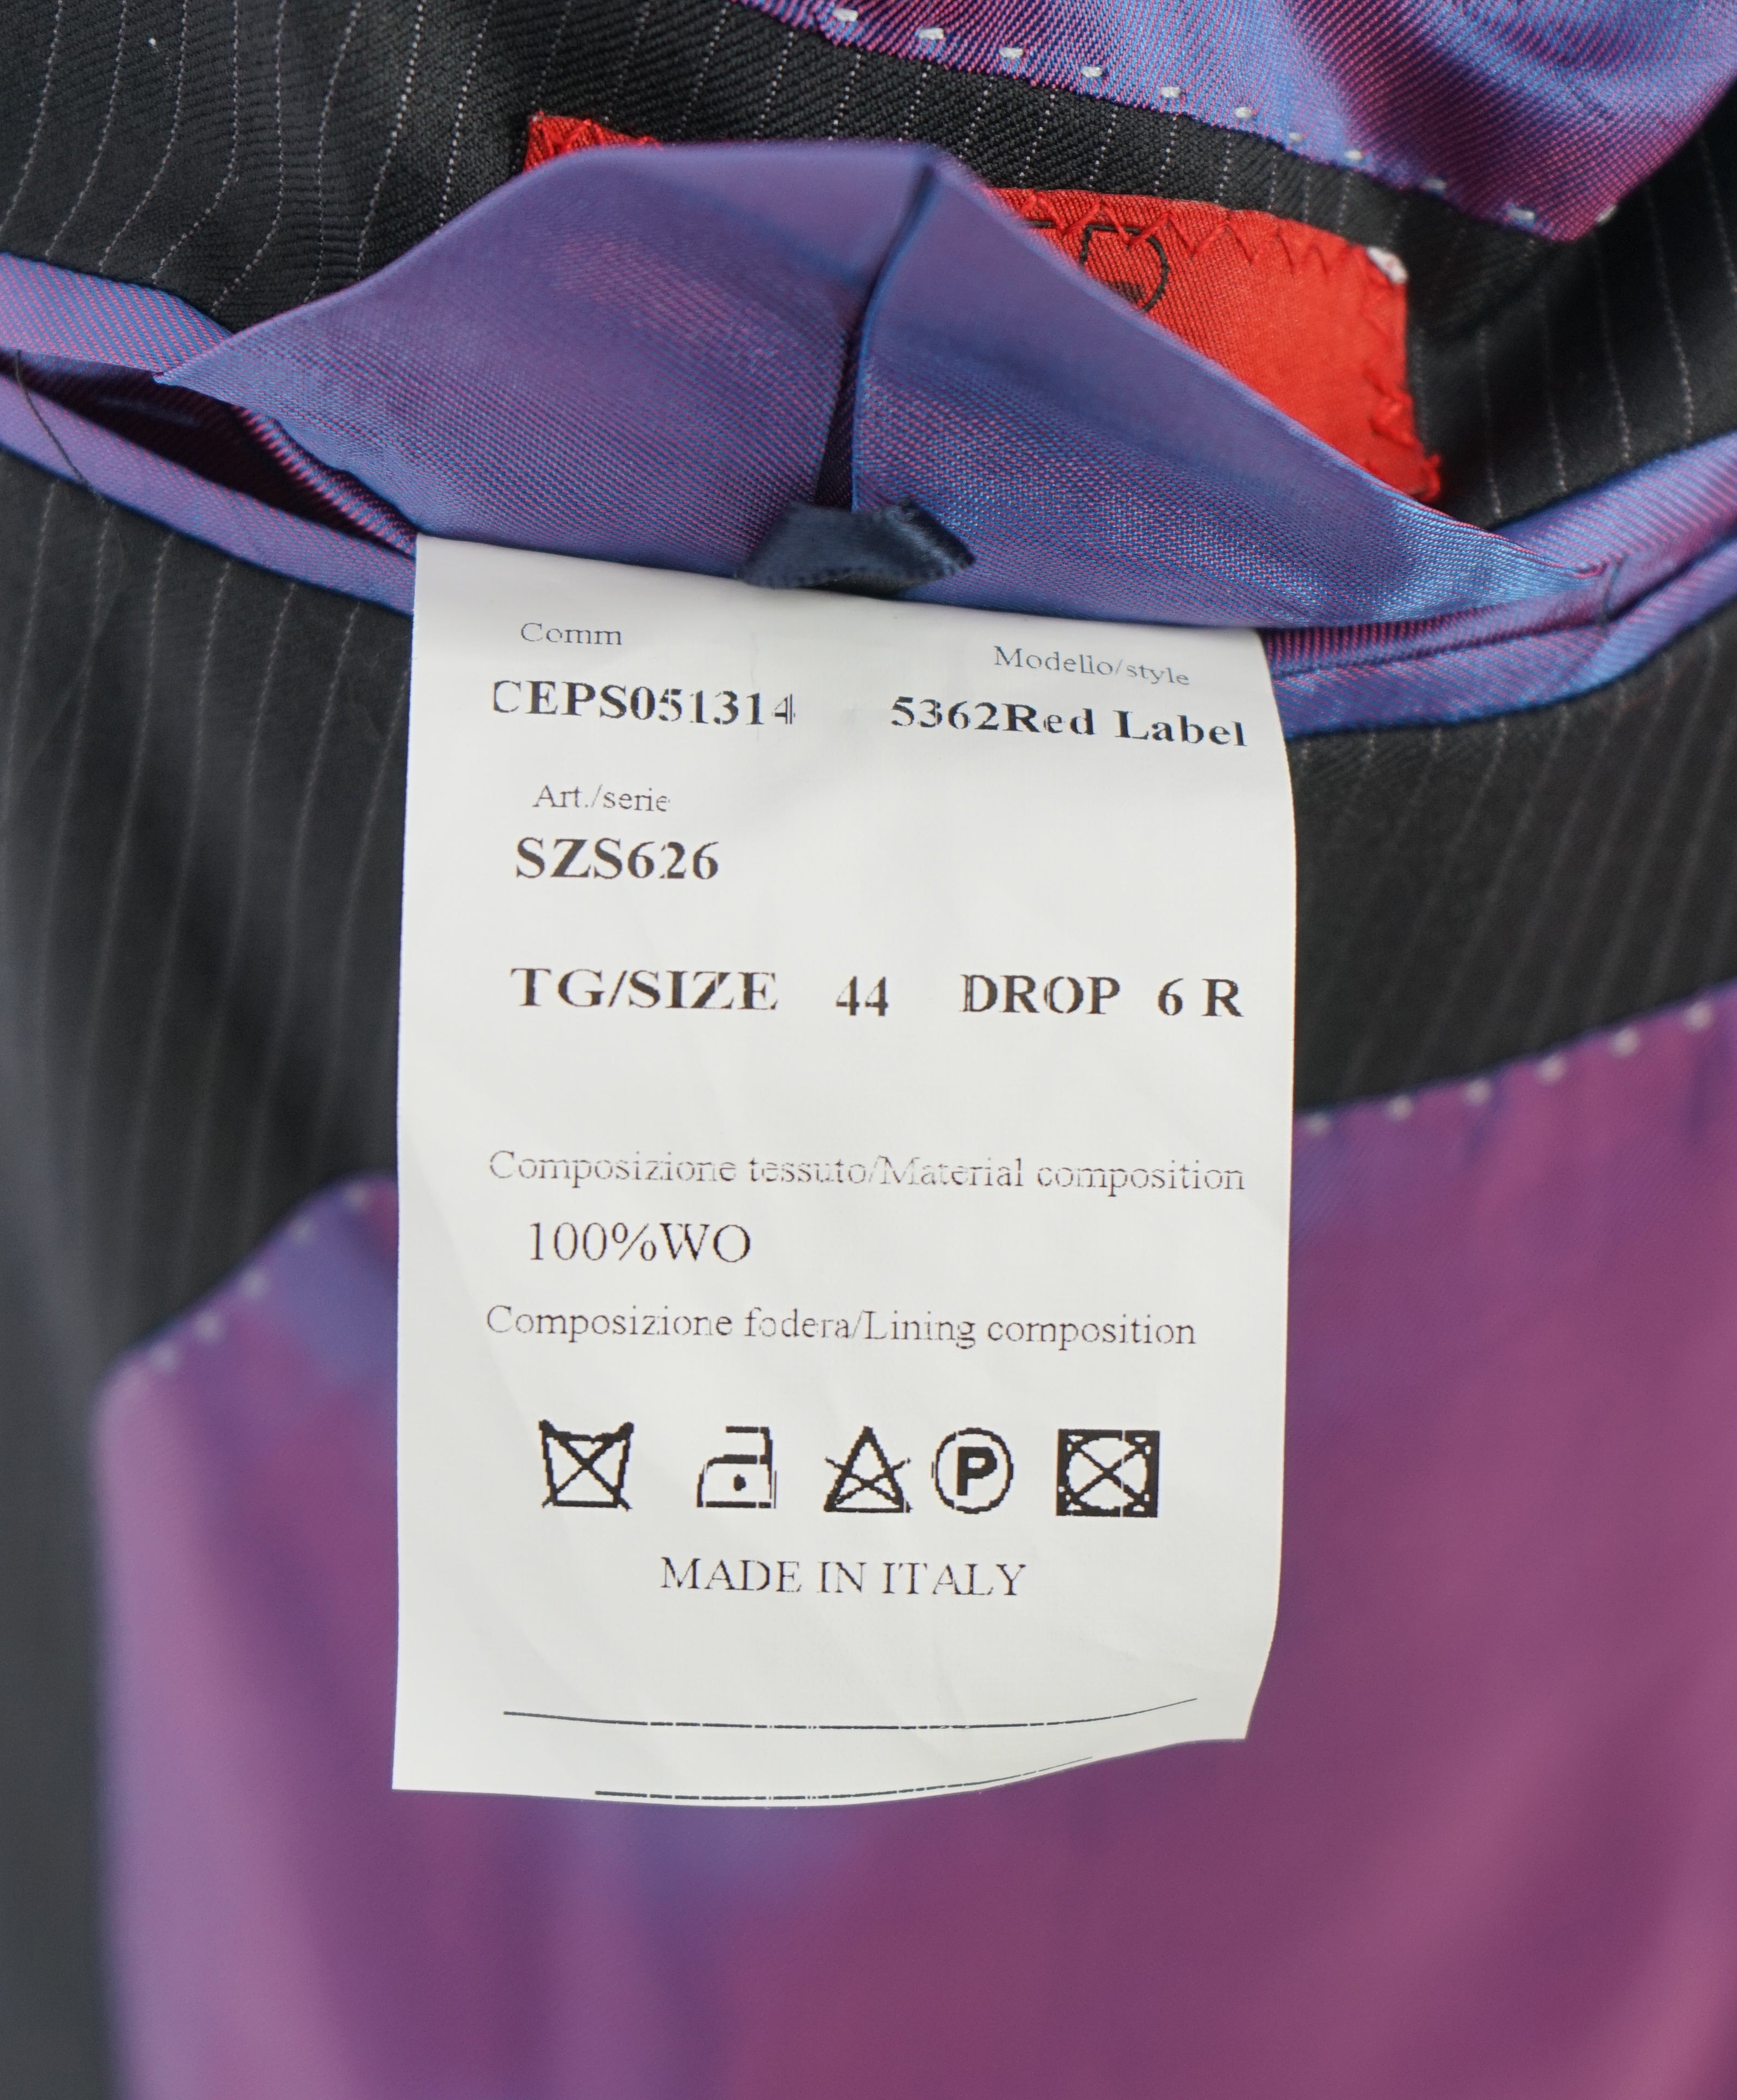 Comm Modello/style
CEPS051314 5362Red Label
Art./serie
SZS626
TG/SIZE 44 DROP 6 R
Composizione tessuto/Material composition
100%WO
Composizione fodera/Lining composition
P
MADE IN ITALY